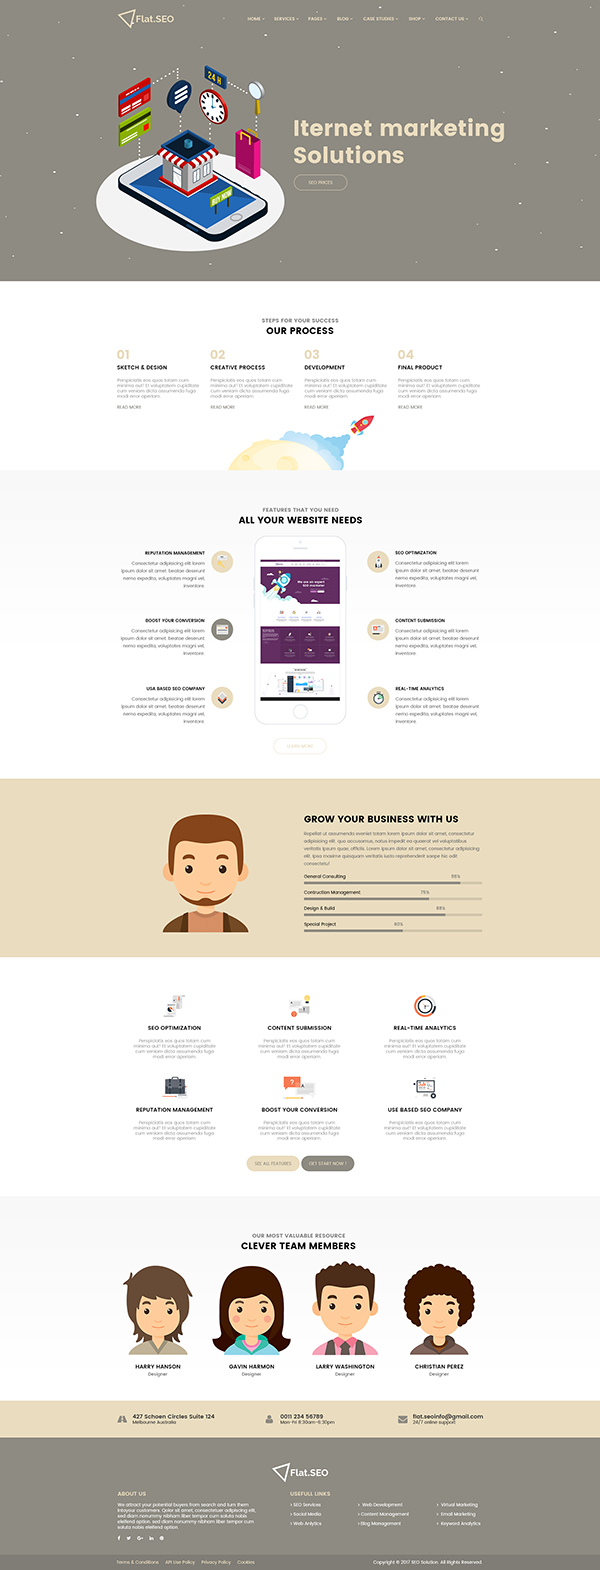 Flat.SEO
HOME SERVICES PAGES BLOG CASE STUDIES SHOP CONTACT US
24 H
BUY NOW
Iternet marketing
Solutions
SEO PRICES
STEPS FOR YOUR SUCCESS
OUR PROCESS
01
SKETCH & DESIGN
Perspiciatis eos quos totam cum
minima aut! Et voluptatem cupiditate
cum veniam dicta assumenda fuga
modi error aperiam.
READ MORE
02
CREATIVE PROCESS
Perspiciatis eos quos totam cum
minima aut! Et voluptatem cupiditate
cum veniam dicta assumenda fuga
modi error aperiam.
READ MORE
03
DEVELOPMENT
Perspiciatis eos quos totam cum
minima aut! Et voluptatem cupiditate
cum veniam dicta assumenda fuga
modi error aperiam.
READ MORE
04
FINAL PRODUCT
Perspiciatis eos quos totam cum
minima aut! Et voluptatem cupiditate
cum veniam dicta assumenda fuga
modi error aperiam.
READ MORE
FEATURES THAT YOU NEED
ALL YOUR WEBSITE NEEDS
REPUTATION MANAGEMENT
Consectetur adipisicing elit lorem
ipsum dolor sit amet. beatae deserunt
nemo expedita, voluptates magni vel,
inventore.
BOOST YOUR CONVERSION
Consectetur adipisicing elit lorem
ipsum dolor sit amet. beatae deserunt
nemo expedita, voluptates magni vel,
inventore.
USA BASED SEO COMPANY
Consectetur adipisicing elit lorem
ipsum dolor sit amet. beatae deserunt
nemo expedita, voluptates magni vel,
inventore.
We are an expert
SEO OPTIMIZATION
Consectetur adipisicing elit lorem
ipsum dolor sit amet. beatae deserunt
nemo expedita, voluptates magni vel,
inventore.
CONTENT SUBMISSION
Consectetur adipisicing elit lorem
ipsum dolor sit amet. beatae deserunt
nemo expedita, voluptates magni vel,
inventore.
REAL-TIME ANALYTICS
Consectetur adipisicing elit lorem
ipsum dolor sit amet. beatae deserunt
nemo expedita, voluptates magni vel,
inventore.
LEARN MORE
GROW YOUR BUSINESS WITH US
Repellat ut assumenda eveniet totam lorem ipsum dolor sit amet, consectetur
adipisicing elit, quo accusamus, natus impedit ea quaerat vel voluptatibus
veritatis ipsum quae, officiis. Lorem ipsum dolor sit amet, consectetur adipisicing
elit, ipsa maxime quisquam veritatis iusto reprehenderit saepe hic odit
consectetu!
General Consulting 88%
Contruction Management 75%
Design & Build 88%
Special Project 60%
SEO OPTIMIZATION
Perspiciatis eos quos totam cum
minima aut! Et voluptatem cupiditate
cum veniam dicta assumenda fuga
modi error aperiam.
CONTENT SUBMISSION
Perspiciatis eos quos totam cum
minima aut! Et voluptatem cupiditate
cum veniam dicta assumenda fuga
modi error aperiam.
REAL-TIME ANALYTICS
Perspiciatis eos quos totam cum
minima aut! Et voluptatem cupiditate
cum veniam dicta assumenda fuga
modi error aperiam.
REPUTATION MANAGEMENT
Perspiciatis eos quos totam cum
minima aut! Et voluptatem cupiditate
cum veniam dicta assumenda fuga
modi error aperiam.
BOOST YOUR CONVERSION
Perspiciatis eos quos totam cum
minima aut! Et voluptatem cupiditate
cum veniam dicta assumenda fuga
modi error aperiam.
USE BASED SEO COMPANY
Perspiciatis eos quos totam cum
minima aut! Et voluptatem cupiditate
cum veniam dicta assumenda fuga
modi error aperiam.
SEE ALL FEATURES
GET START NOW !
OUR MOST VALUABLE RESOURCE
CLEVER TEAM MEMBERS
HARRY HANSON
Designer
GAVIN HARMON
Designer
LARRY WASHINGTON
Designer
CHRISTIAN PEREZ
Designer
427 Schoen Circles Suite 124
Melbourne Australia
0011 234 56789
Mon-Fri 8:30am-6:30pm
flat.seoinfo@gmail.com
24/7 online support
Flat.SEO
ABOUT US
We attract your potential buyers from search and turn them
intoyour customers. Qolor sit amet, consectetuer adipiscing elit,
sed diam nonummy nibham liber tempor cum soluta nobis
eleifend option. sed diam nonummy nibham liber tempor cum
soluta nobis eleifend option.
USEFULL LINKS
> SEO Services
> Social Media
> Web Anlytics
> Web Development
> Content Management
> Blog Management
> Virtual Marketing
> Email Marketing
> Keyword Analytics
Terms & Conditions API Use Policy Privacy Policy Cookies
Copyright © 2017 SEO Solution. All Rights Reserved